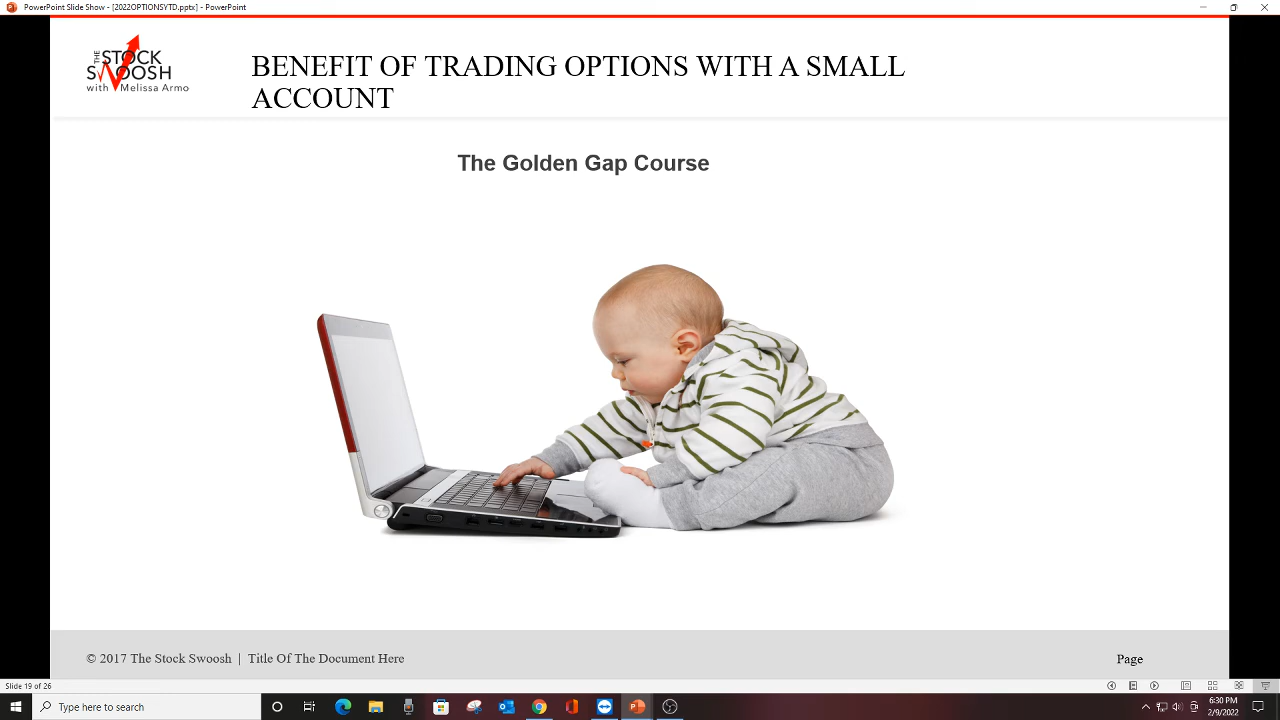 PowerPoint Slide Show - [2022OPTIONSYTD.pptx] - PowerPoint
THE STOCK
SWOOSH
with Melissa Armo
BENEFIT OF TRADING OPTIONS WITH A SMALL
ACCOUNT
The Golden Gap Course
© 2017 The Stock Swoosh | Title Of The Document Here
Page
Slide 19 of 26
Type here to search
6:30 PM
2/9/2022